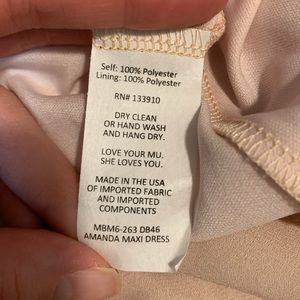 Self: 100% Polyester
Lining: 100% Polyester
RN# 133910
DRY CLEAN
OR HAND WASH
AND HANG DRY.
LOVE YOUR MU.
SHE LOVES YOU.
MADE IN THE USA
OF IMPORTED FABRIC
AND IMPORTED
COMPONENTS
MBM6-263 DB46
AMANDA MAXI DRESS